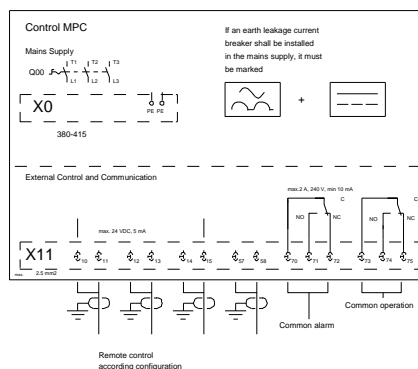 Control MPC
If an earth leakage current
breaker shall be installed
in the mains supply, it must
be marked
Mains Supply
T1 T2 T3
Q00
L1 L2 L3
+
X0
PE PE
380-415
External Control and Communication
max.2 A, 240 V, min 10 mA
C C
NO NC NO NC
max. 24 VDC, 5 mA
X11
10 11 12 13 14 15 57 58 70 71 72 73 74 75
max. 2.5 mm2
Common operation
Common alarm
Remote control
according configuration